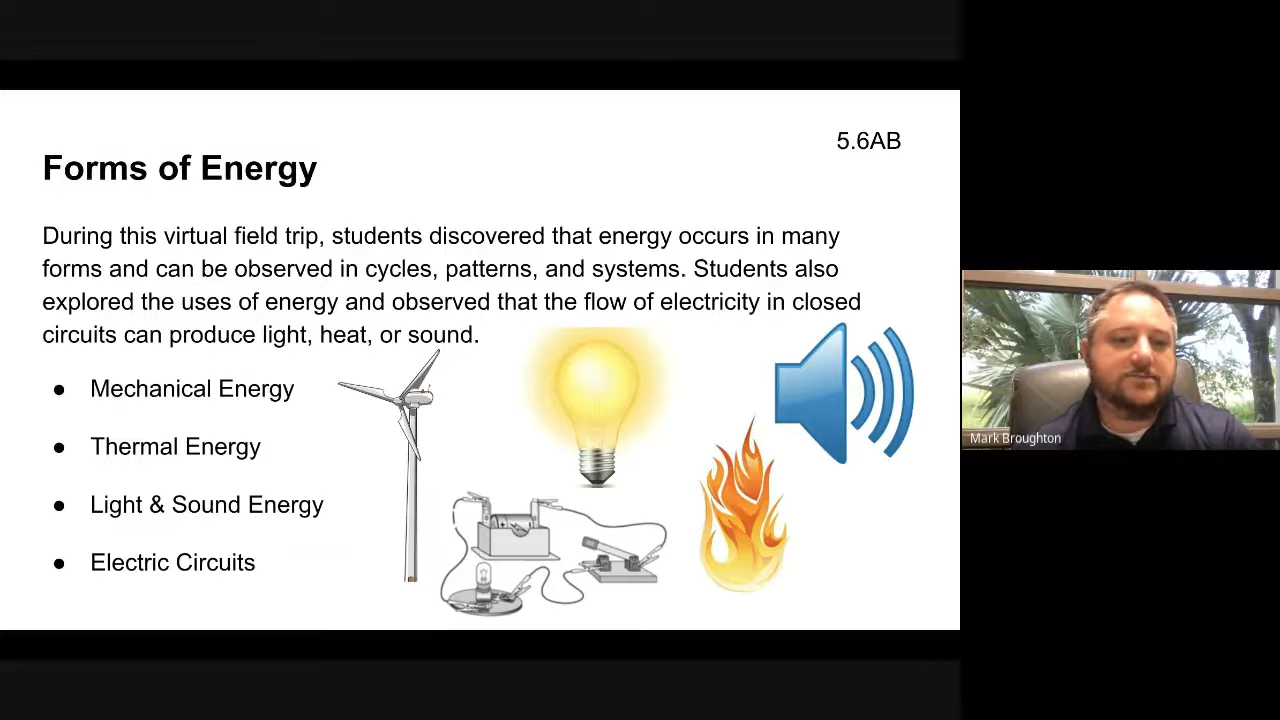 5.6AB
Forms of Energy
During this virtual field trip, students discovered that energy occurs in many
forms and can be observed in cycles, patterns, and systems. Students also
explored the uses of energy and observed that the flow of electricity in closed
circuits can produce light, heat, or sound.
● Mechanical Energy
● Thermal Energy
● Light & Sound Energy
● Electric Circuits
Mark Broughton